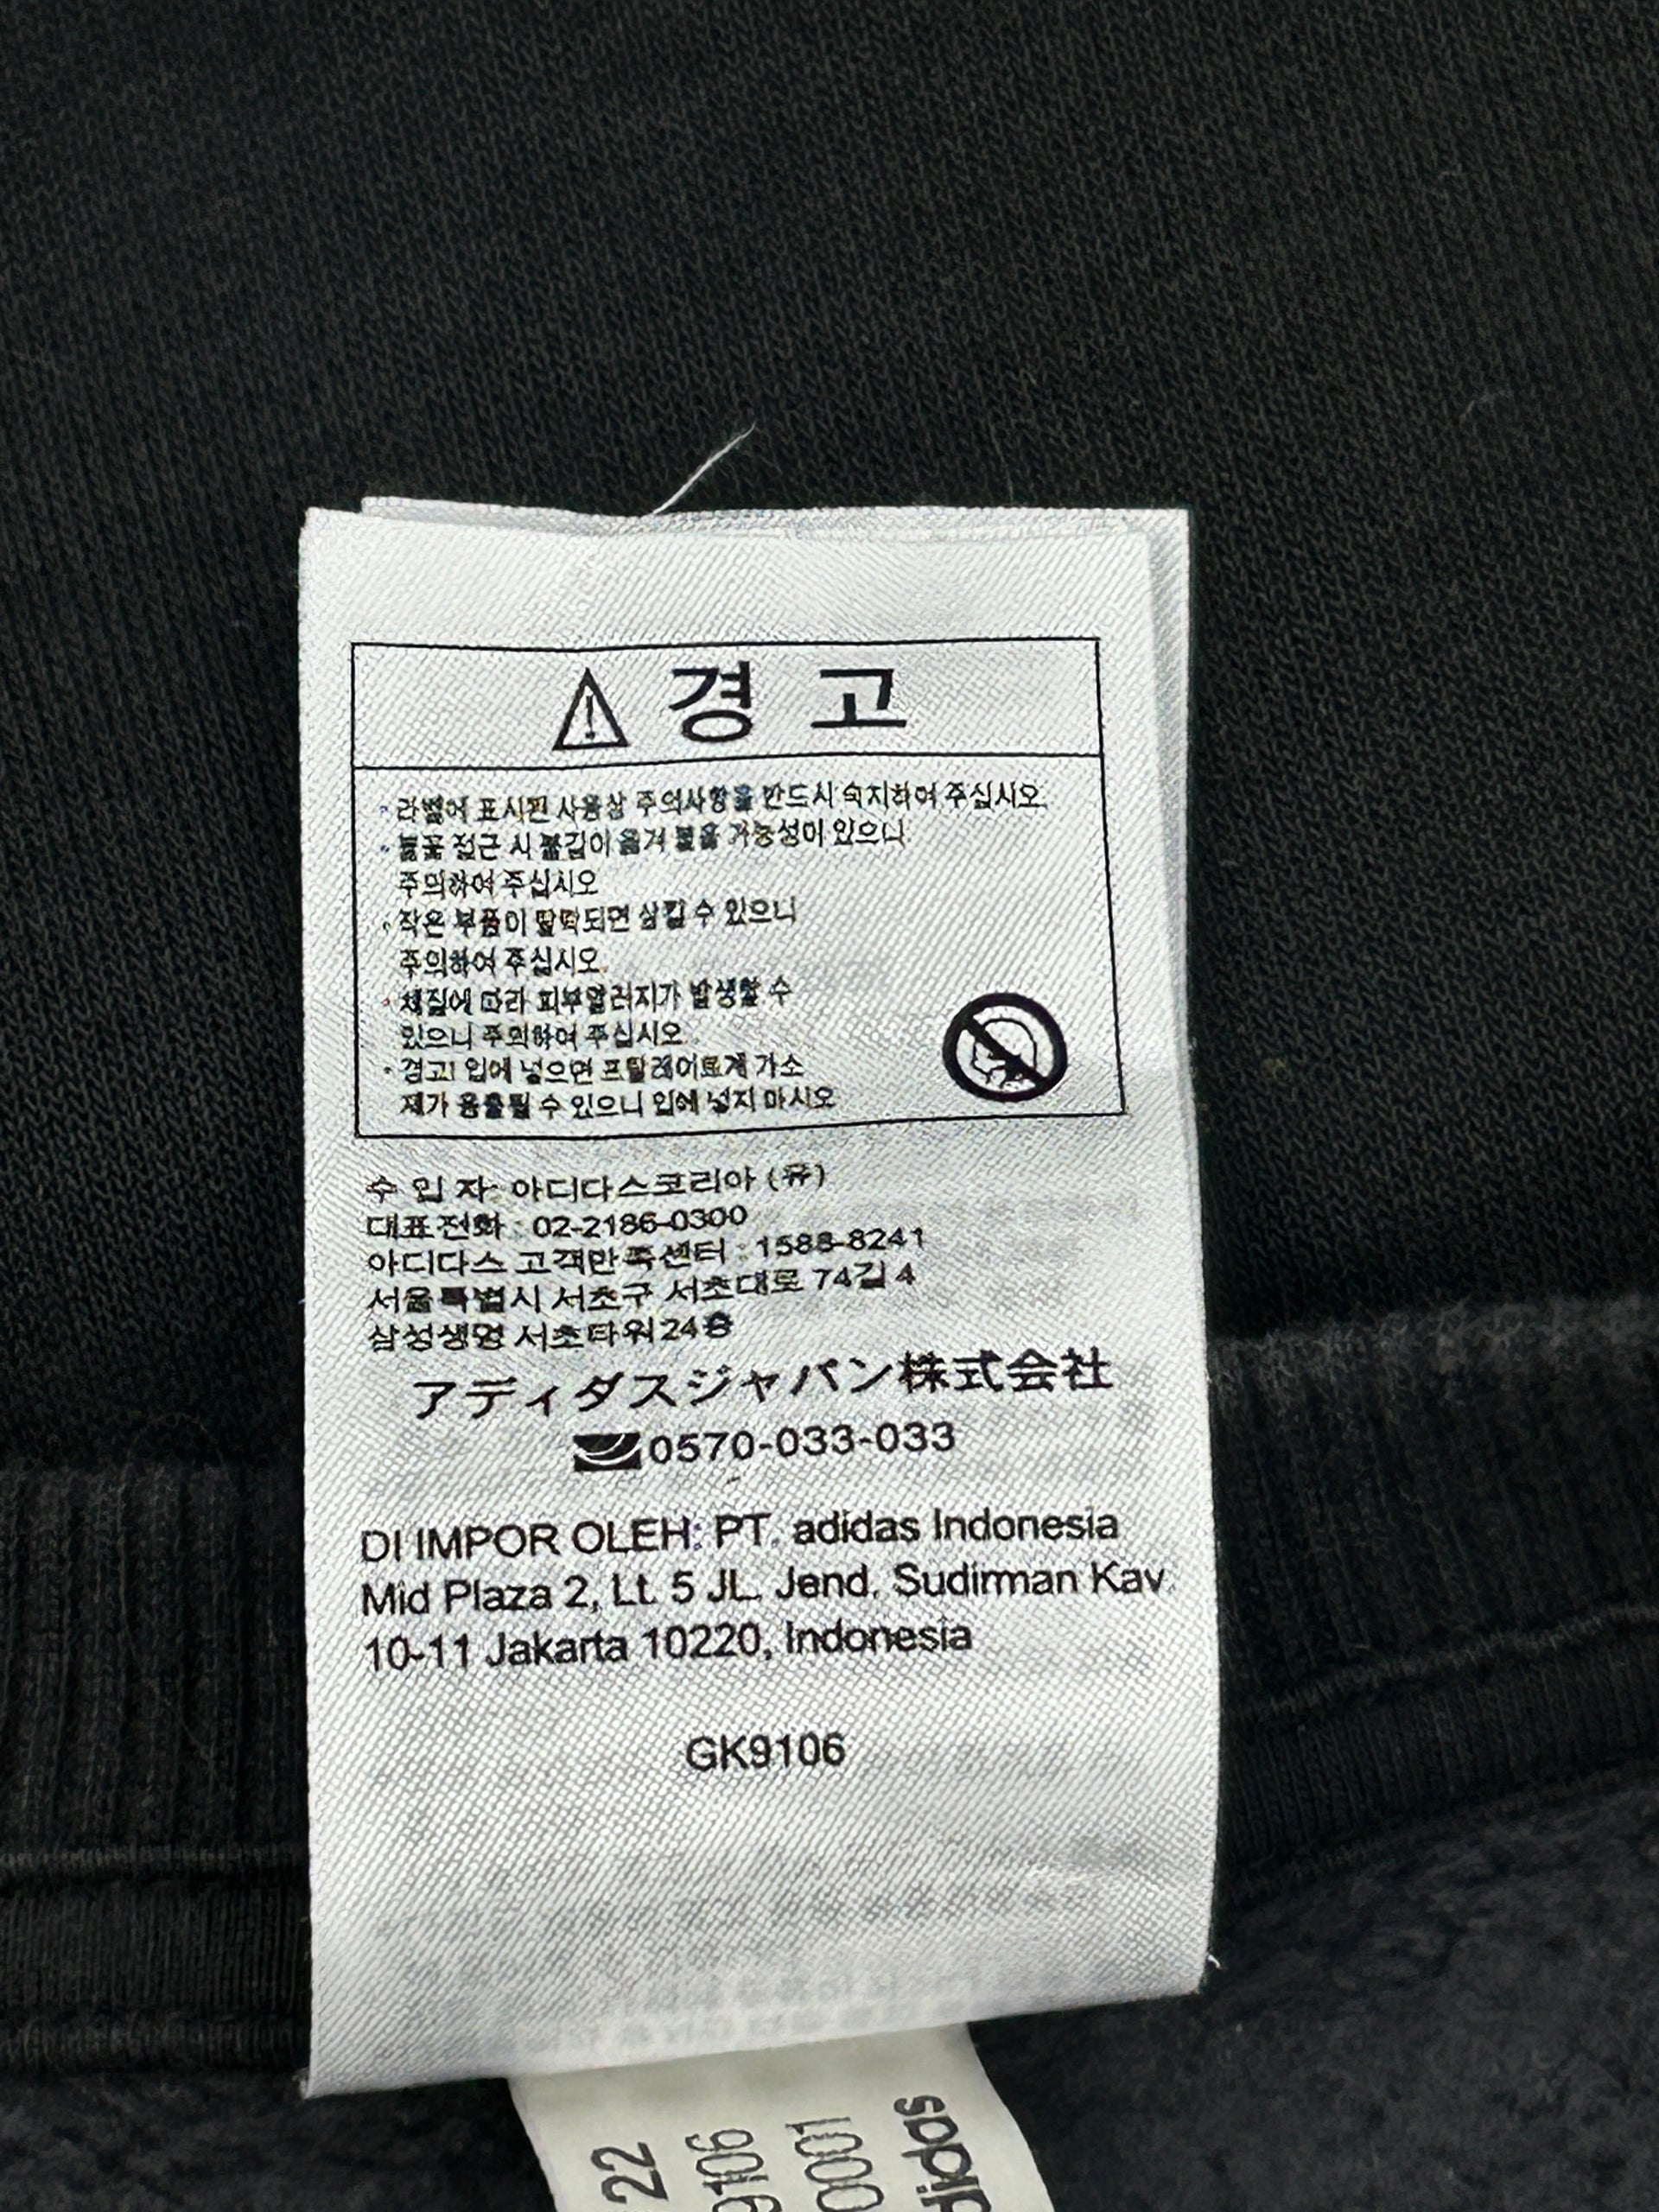 경 고
• 라벨에 표시된 사용상 주의사항을 반드시 숙지하여 주십시오.
• 불꽃 접근 시 불길이 옮겨 붙을 가능성이 있으니
주의하여 주십시오
• 작은 부품이 탈락되면 삼킬 수 있으니
주의하여 주십시오.
• 체질에 따라 피부알러지가 발생할 수
있으니 주의하여 주십시오.
• 경고! 입에 넣으면 프탈레이트계 가소
제가 용출될 수 있으니 입에 넣지 마시오
수 입 자: 아디다스코리아 (유)
대표전화 : 02-2186-0300
아디다스 고객만족센터 : 1588-8241
서울특별시 서초구 서초대로 74길 4
삼성생명 서초타워 24층
アディダスジャパン株式会社
0570-033-033
DI IMPOR OLEH: PT. adidas Indonesia
Mid Plaza 2, Lt. 5 JL. Jend. Sudirman Kav.
10-11 Jakarta 10220, Indonesia
GK9106
22
9106
0001
didas